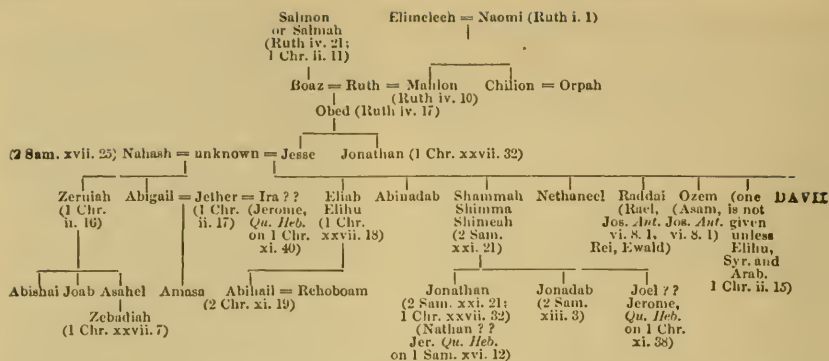 Salmon Elimelech = Naomi (Ruth i. 1)
or Salmah
(Ruth iv. 21;
1 Chr. ii. 11)
Boaz = Ruth = Mahlon Chilion = Orpah
(Ruth iv. 10)
Obed (Ruth iv. 17)
(2 Sam. xvii. 25) Nahash = unknown = Jesse Jonathan (1 Chr. xxvii. 32)
Zeruiah Abigail = Jether = Ira ?? Eliab Abinadab Shammah Nethaneel Raddai Ozem (one DAVID
(1 Chr. (1 Chr. (Jerome, Elihu Shimma (Rael, (Asam, is not
ii. 16) ii. 17) Qu. Heb. (1 Chr. Shimeah Jos. Ant. Jos. Ant. given
on 1 Chr. xxvii. 18) (2 Sam. vi. 8. 1, vi. 8. 1) unless
xi. 40) xxi. 21) Rei, Ewald) Elihu,
Syr. and
Arab.
1 Chr. ii. 15)
Abishai Joab Asahel Amasa Abihail = Rehoboam Jonathan Jonadab Joel ??
(2 Chr. xi. 19) (2 Sam. xxi. 21; (2 Sam. Jerome,
Zebadiah 1 Chr. xxvii. 32) xiii. 3) Qu. Heb.
(1 Chr. xxvii. 7) (Nathan ?? on 1 Chr.
Jer. Qu. Heb. xi. 38)
on 1 Sam. xvi. 12)